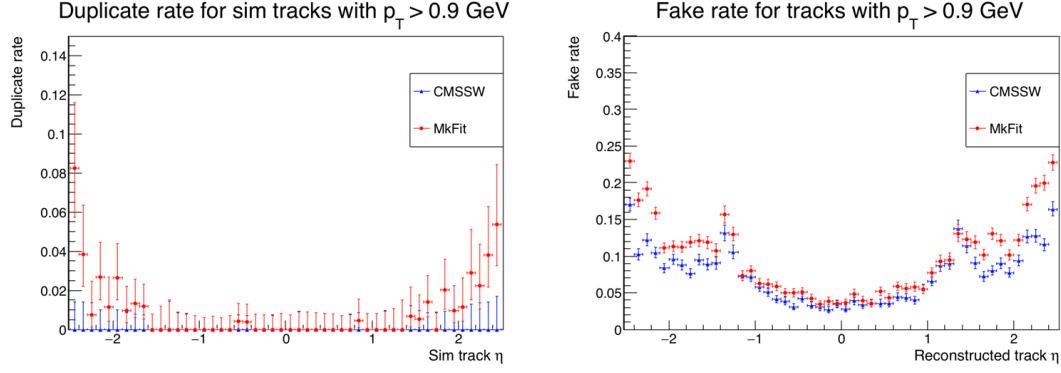 Duplicate rate for sim tracks with p_T > 0.9 GeV
Duplicate rate
0.14
0.12
0.1
0.08
0.06
0.04
0.02
0
CMSSW
MkFit
−2
−1
0
1
2
Sim track η
Fake rate for tracks with p_T > 0.9 GeV
Fake rate
0.4
0.35
0.3
0.25
0.2
0.15
0.1
0.05
0
CMSSW
MkFit
−2
−1
0
1
2
Reconstructed track η